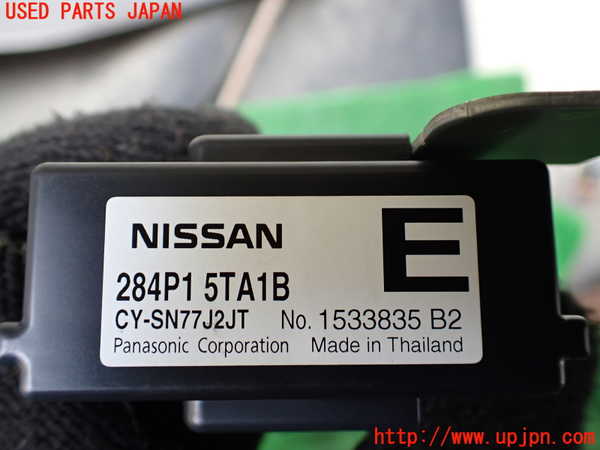 USED PARTS JAPAN
NISSAN
E
284P1 5TA1B
CY-SN77J2JT No. 1533835 B2
Panasonic Corporation Made in Thailand
http://www.upjpn.com/